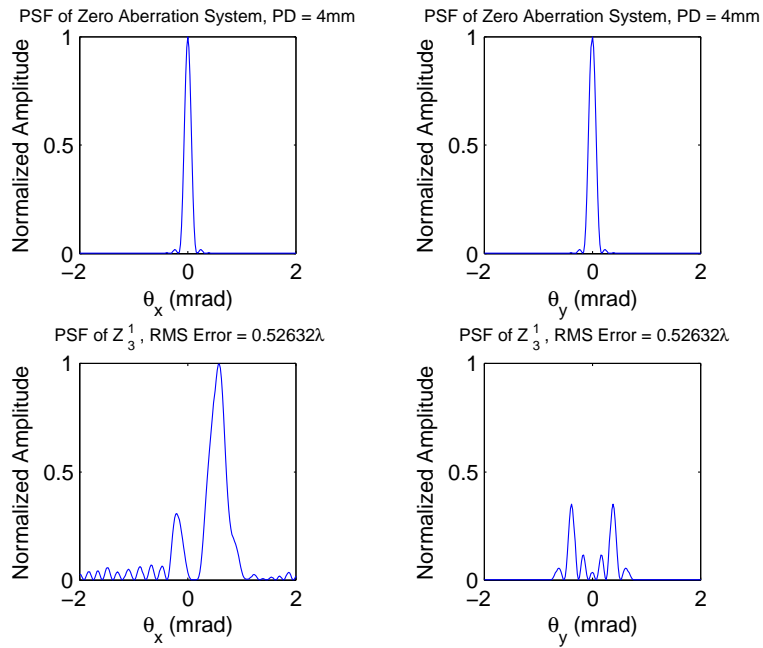 PSF of Zero Aberration System, PD = 4mm
Normalized Amplitude
1
0.5
0
−2
0
2
θx (mrad)
PSF of Zero Aberration System, PD = 4mm
Normalized Amplitude
1
0.5
0
−2
0
2
θy (mrad)
PSF of Z3^1, RMS Error = 0.52632λ
Normalized Amplitude
1
0.5
0
−2
0
2
θx (mrad)
PSF of Z3^1, RMS Error = 0.52632λ
Normalized Amplitude
1
0.5
0
−2
0
2
θy (mrad)